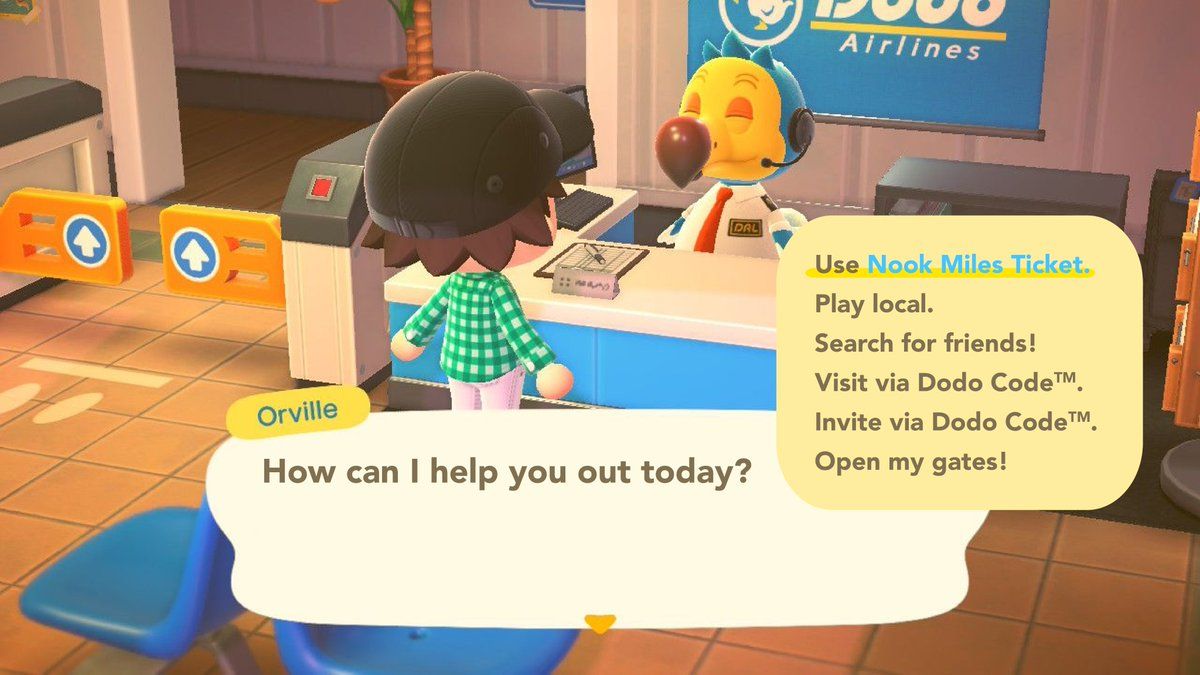 Dodo
Airlines
DAL
Orville
How can I help you out today?
Use Nook Miles Ticket.
Play local.
Search for friends!
Visit via Dodo Code™.
Invite via Dodo Code™.
Open my gates!